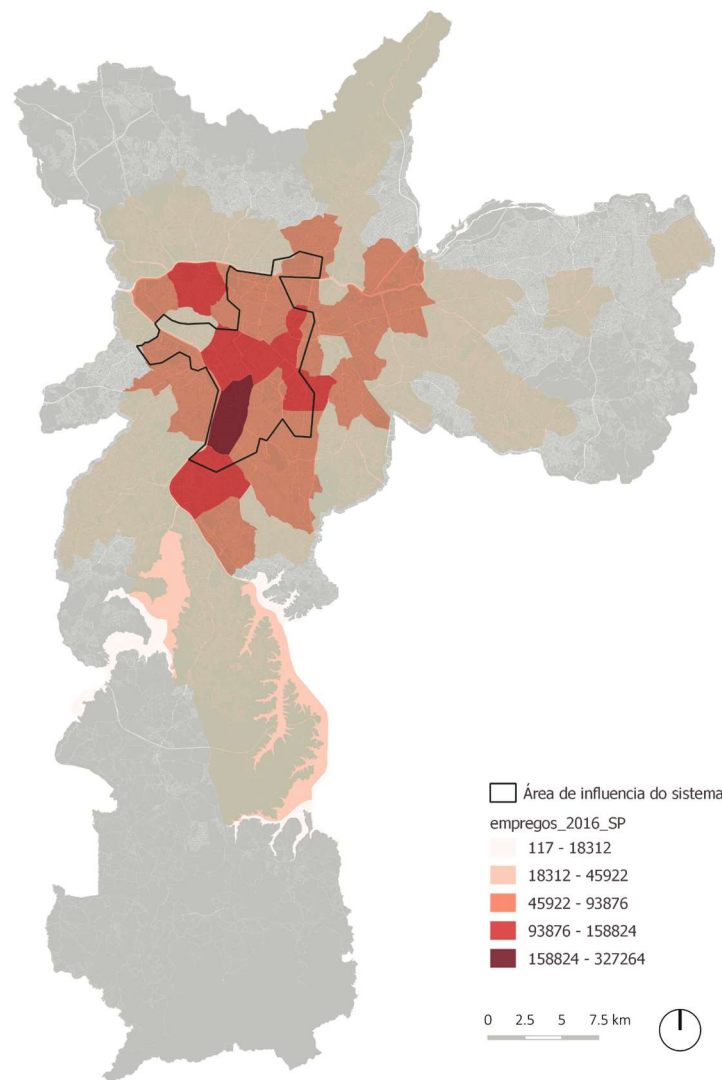 Área de influencia do sistema
empregos_2016_SP
117 - 18312
18312 - 45922
45922 - 93876
93876 - 158824
158824 - 327264
0 2.5 5 7.5 km